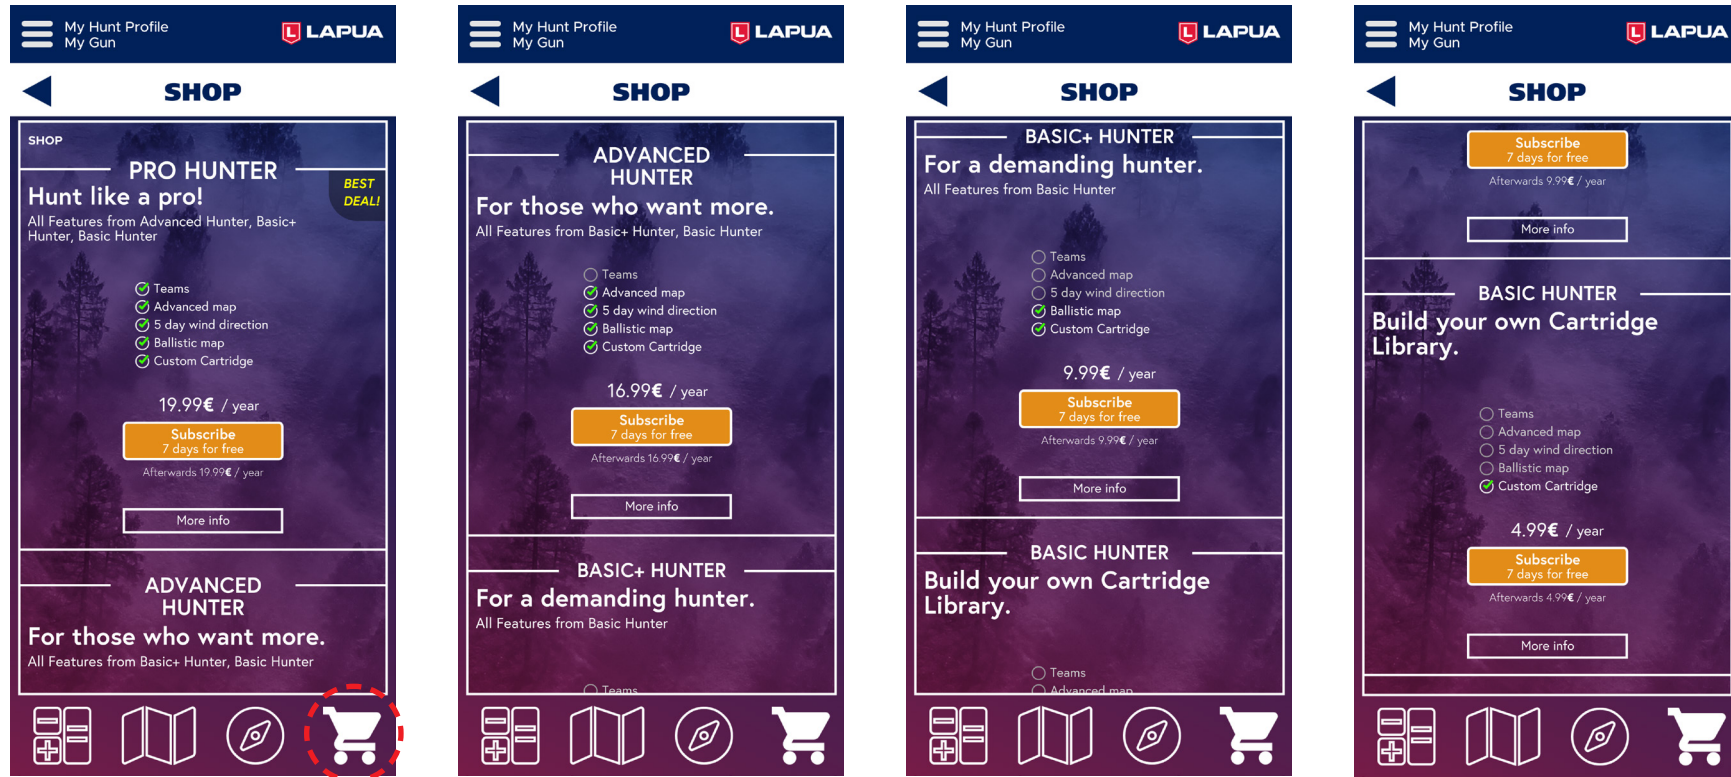 My Hunt Profile
My Gun
LAPUA
SHOP
SHOP
PRO HUNTER
BEST
DEAL!
Hunt like a pro!
All Features from Advanced Hunter, Basic+
Hunter, Basic Hunter
Teams
Advanced map
5 day wind direction
Ballistic map
Custom Cartridge
19.99€ / year
Subscribe
7 days for free
Afterwards 19.99€ / year
More info
ADVANCED
HUNTER
For those who want more.
All Features from Basic+ Hunter, Basic Hunter
My Hunt Profile
My Gun
LAPUA
SHOP
ADVANCED
HUNTER
For those who want more.
All Features from Basic+ Hunter, Basic Hunter
Teams
Advanced map
5 day wind direction
Ballistic map
Custom Cartridge
16.99€ / year
Subscribe
7 days for free
Afterwards 16.99€ / year
More info
BASIC+ HUNTER
For a demanding hunter.
All Features from Basic Hunter
Teams
My Hunt Profile
My Gun
LAPUA
SHOP
BASIC+ HUNTER
For a demanding hunter.
All Features from Basic Hunter
Teams
Advanced map
5 day wind direction
Ballistic map
Custom Cartridge
9.99€ / year
Subscribe
7 days for free
Afterwards 9.99€ / year
More info
BASIC HUNTER
Build your own Cartridge
Library.
Teams
Advanced map
My Hunt Profile
My Gun
LAPUA
SHOP
Subscribe
7 days for free
Afterwards 9.99€ / year
More info
BASIC HUNTER
Build your own Cartridge
Library.
Teams
Advanced map
5 day wind direction
Ballistic map
Custom Cartridge
4.99€ / year
Subscribe
7 days for free
Afterwards 4.99€ / year
More info